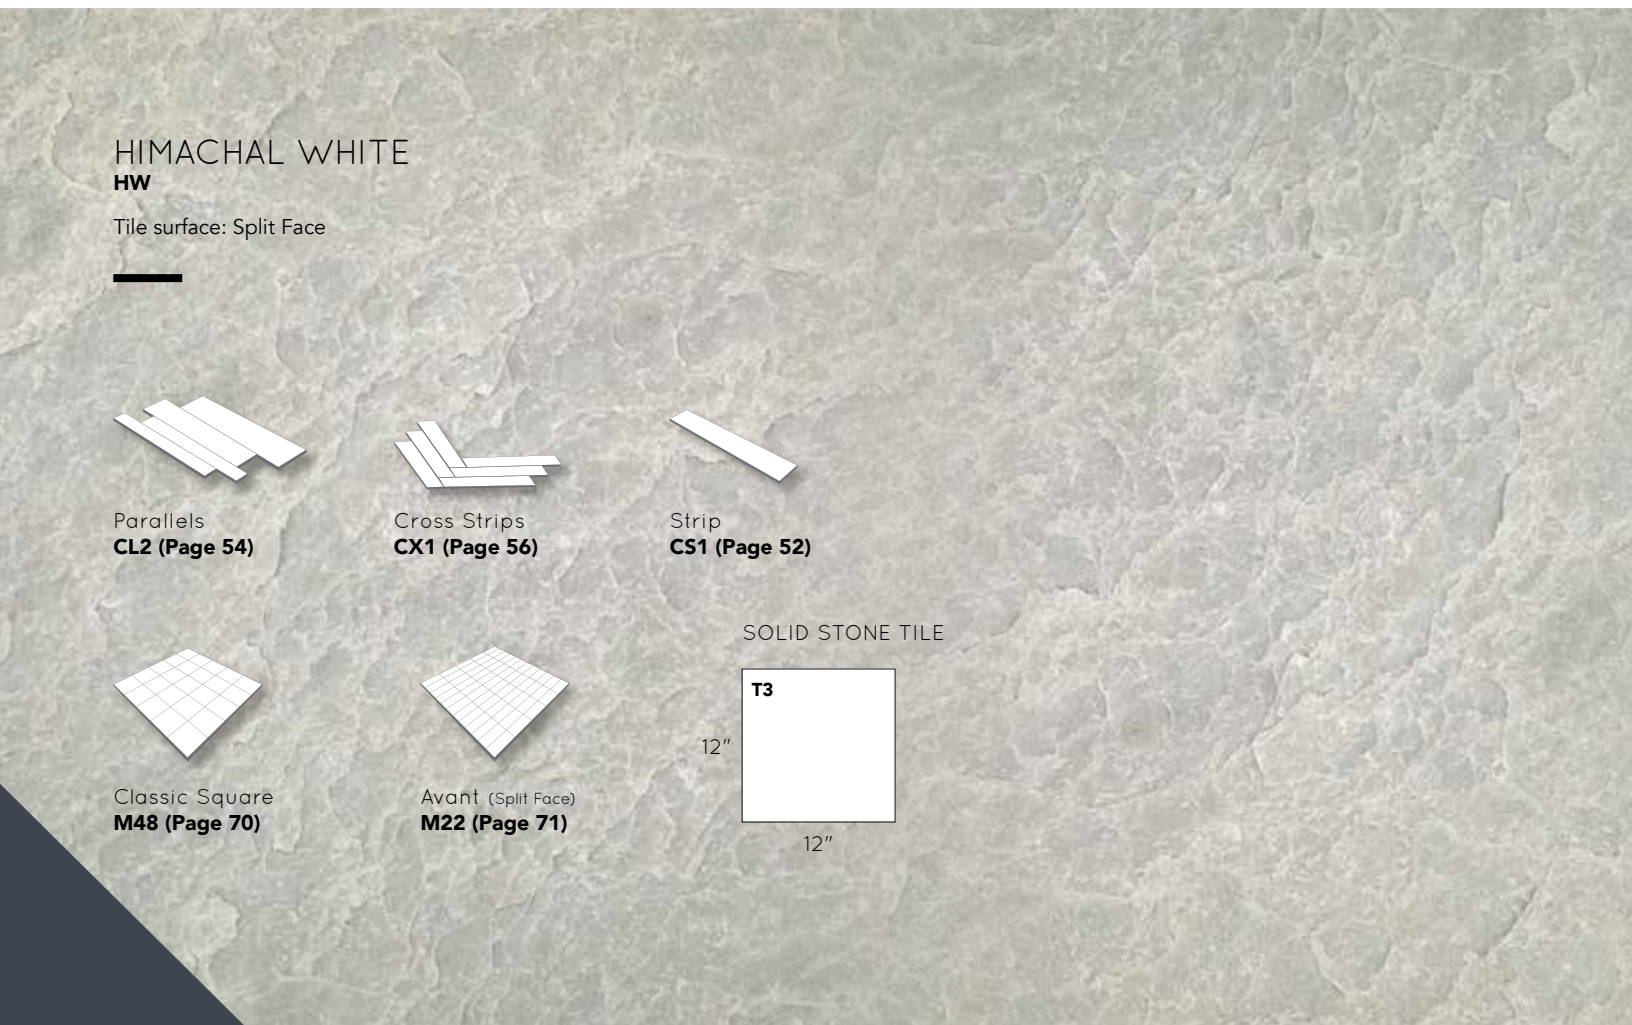 HIMACHAL WHITE
HW
Tile surface: Split Face
Parallels
CL2 (Page 54)
Cross Strips
CX1 (Page 56)
Strip
CS1 (Page 52)
Classic Square
M48 (Page 70)
Avant (Split Face)
M22 (Page 71)
SOLID STONE TILE
T3
12"
12"